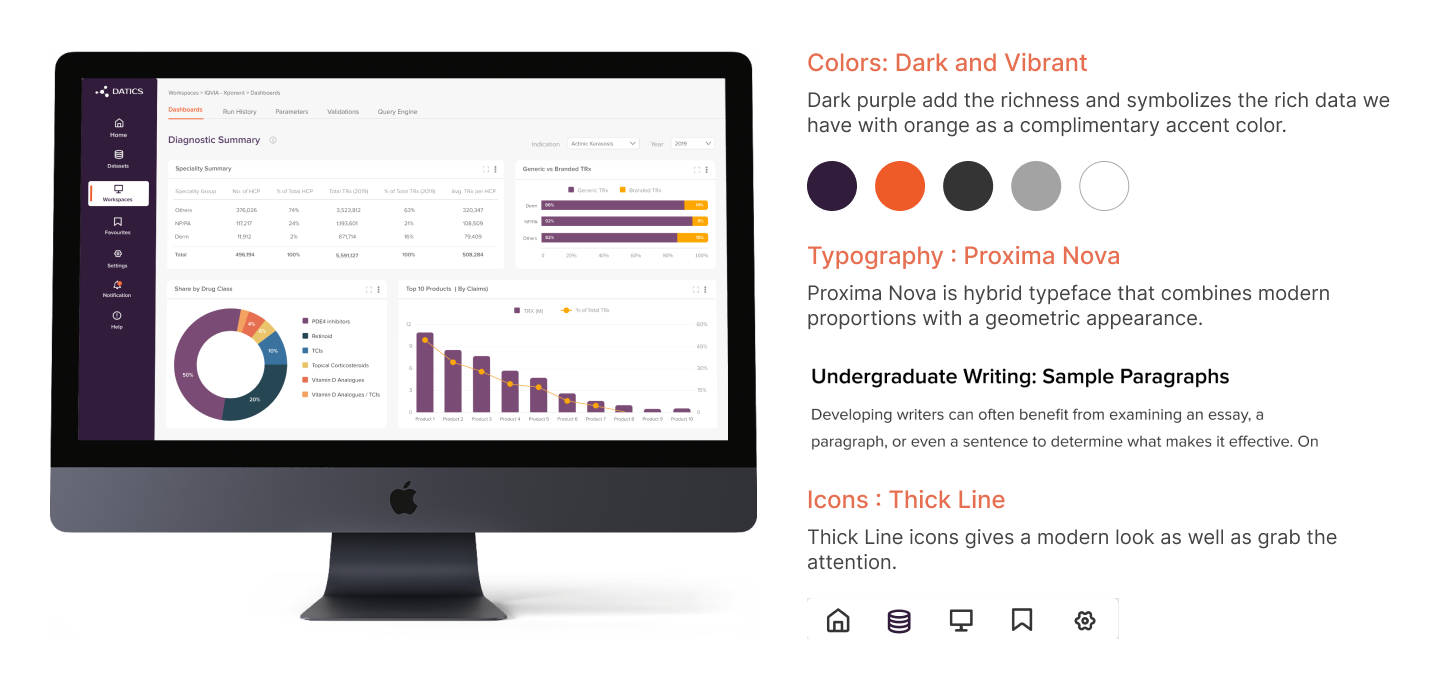 DATICS
Home
Datasets
Workspaces
Favourites
Settings
Notification
Help
Workspaces > IQVIA - Xponent > Dashboards
Dashboards Run History Parameters Validations Query Engine
Diagnostic Summary
Indication Actinic Kerasosis Year 2019
Speciality Summary
Speciality Group No. of HCP % of Total HCP Total TRx (2019) % of Total TRx (2019) Avg. TRx per HCP
Others 376,026 74% 3,523,812 63% 320,347
NP/PA 117,217 24% 1,193,601 21% 108,509
Derm 11,912 2% 871,714 16% 79,409
Total 496,194 100% 5,591,127 100% 508,284
Generic vs Branded TRx
Generic TRx Branded TRx
Derm 86% 14%
NP/PA 92%
Others 82% 18%
0 20% 40% 60% 80% 100%
Share by Drug Class
50%
20%
10%
6%
4%
PDE4 inhibitors
Retinoid
TCIs
Topical Corticosteroids
Vitamin D Analogues
Vitamin D Analogues / TCIs
Top 10 Products ( By Claims)
TRX (M) % of Total TRx
12 60%
9 45%
6 30%
3 15%
0 0
Product 1 Product 2 Product 3 Product 4 Product 5 Product 6 Product 7 Product 8 Product 9 Product 10
Colors: Dark and Vibrant
Dark purple add the richness and symbolizes the rich data we
have with orange as a complimentary accent color.
Typography : Proxima Nova
Proxima Nova is hybrid typeface that combines modern
proportions with a geometric appearance.
Undergraduate Writing: Sample Paragraphs
Developing writers can often benefit from examining an essay, a
paragraph, or even a sentence to determine what makes it effective. On
Icons : Thick Line
Thick Line icons gives a modern look as well as grab the
attention.